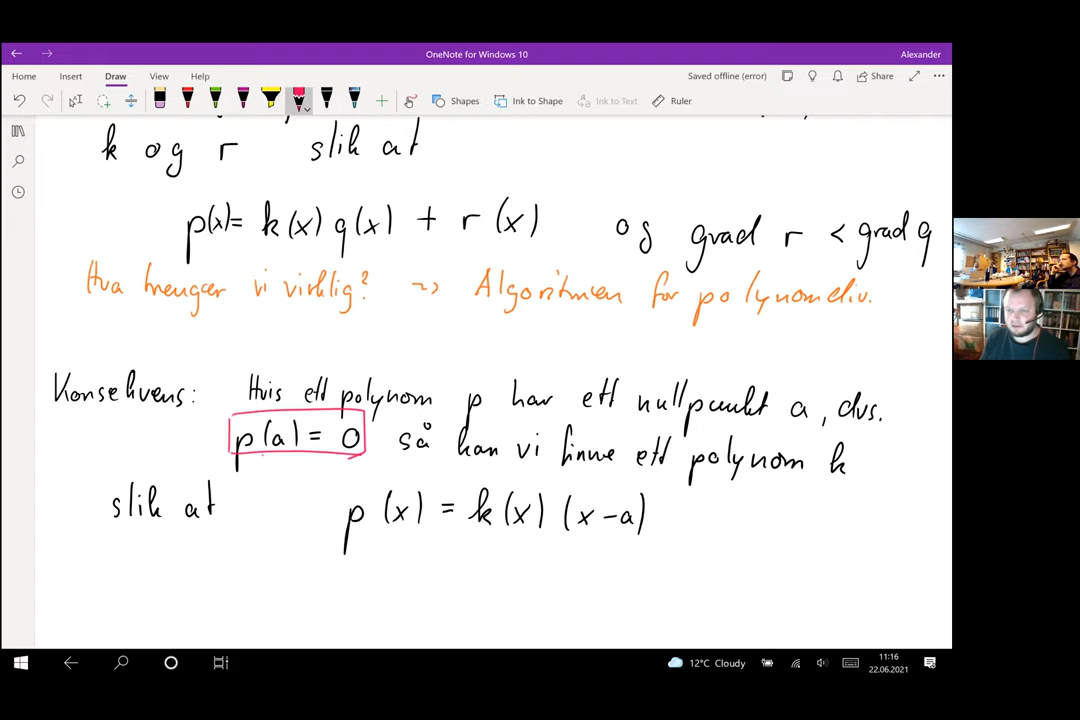 OneNote for Windows 10
Alexander
Home Insert Draw View Help
Saved offline (error)
Share
Shapes
Ink to Shape
Ink to Text
Ruler
k og r slik at
p(x)= k(x) q(x) + r (x) og grad r < grad q
Hva trenger vi virklig? ~> Algoritmen for polynomdiv.
Konsekvens: Hvis ett polynom p har ett nullpunkt a, dvs.
p(a) = 0 så kan vi finne ett polynom k
slik at p (x) = k(x) (x-a)
12°C Cloudy
11:16
22.06.2021